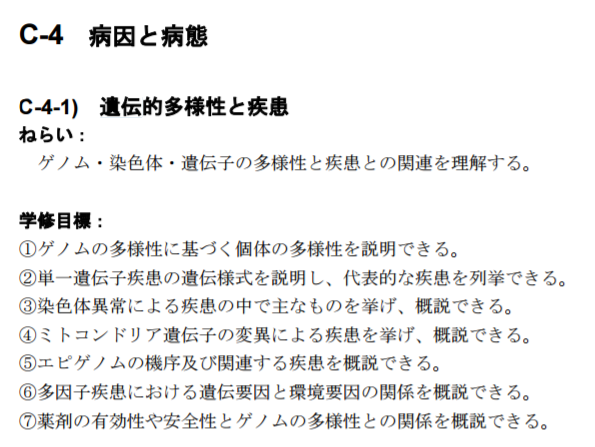 C-4 病因と病態
C-4-1) 遺伝的多様性と疾患
ねらい：
ゲノム・染色体・遺伝子の多様性と疾患との関連を理解する。
学修目標：
①ゲノムの多様性に基づく個体の多様性を説明できる。
②単一遺伝子疾患の遺伝様式を説明し、代表的な疾患を列挙できる。
③染色体異常による疾患の中で主なものを挙げ、概説できる。
④ミトコンドリア遺伝子の変異による疾患を挙げ、概説できる。
⑤エピゲノムの機序及び関連する疾患を概説できる。
⑥多因子疾患における遺伝要因と環境要因の関係を概説できる。
⑦薬剤の有効性や安全性とゲノムの多様性との関係を概説できる。